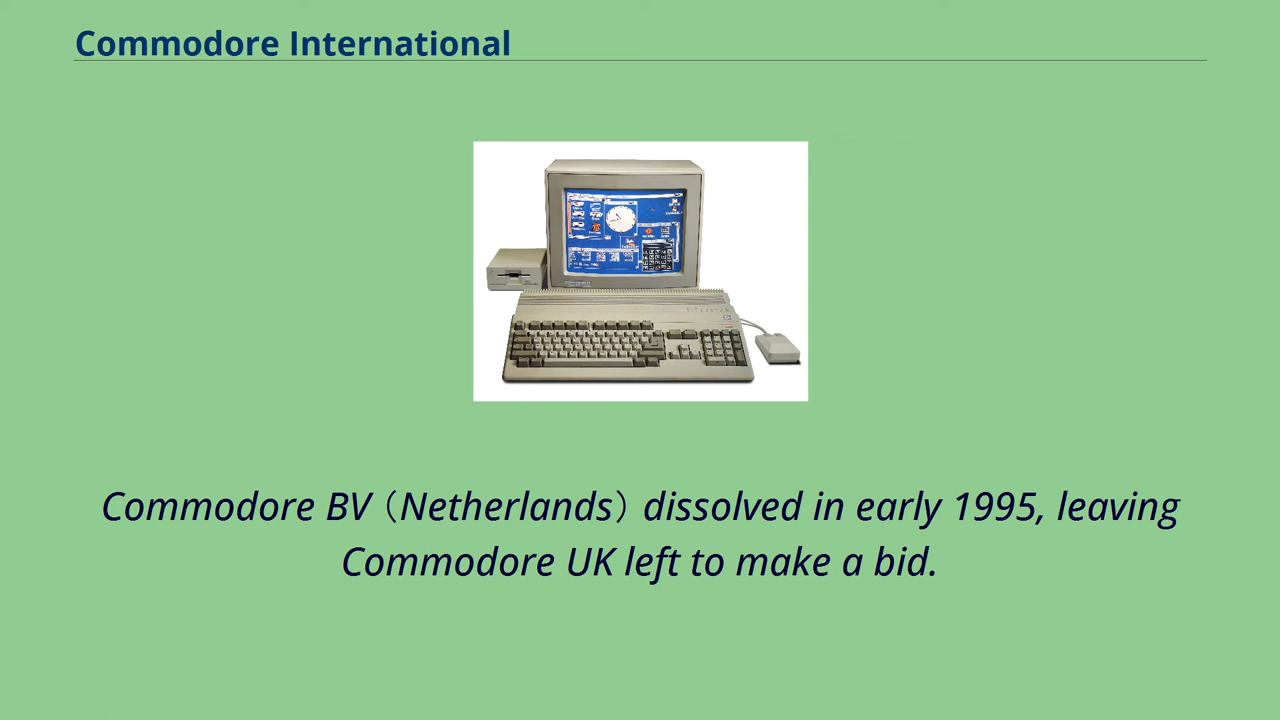 Commodore International
Commodore BV（Netherlands）dissolved in early 1995, leaving
Commodore UK left to make a bid.